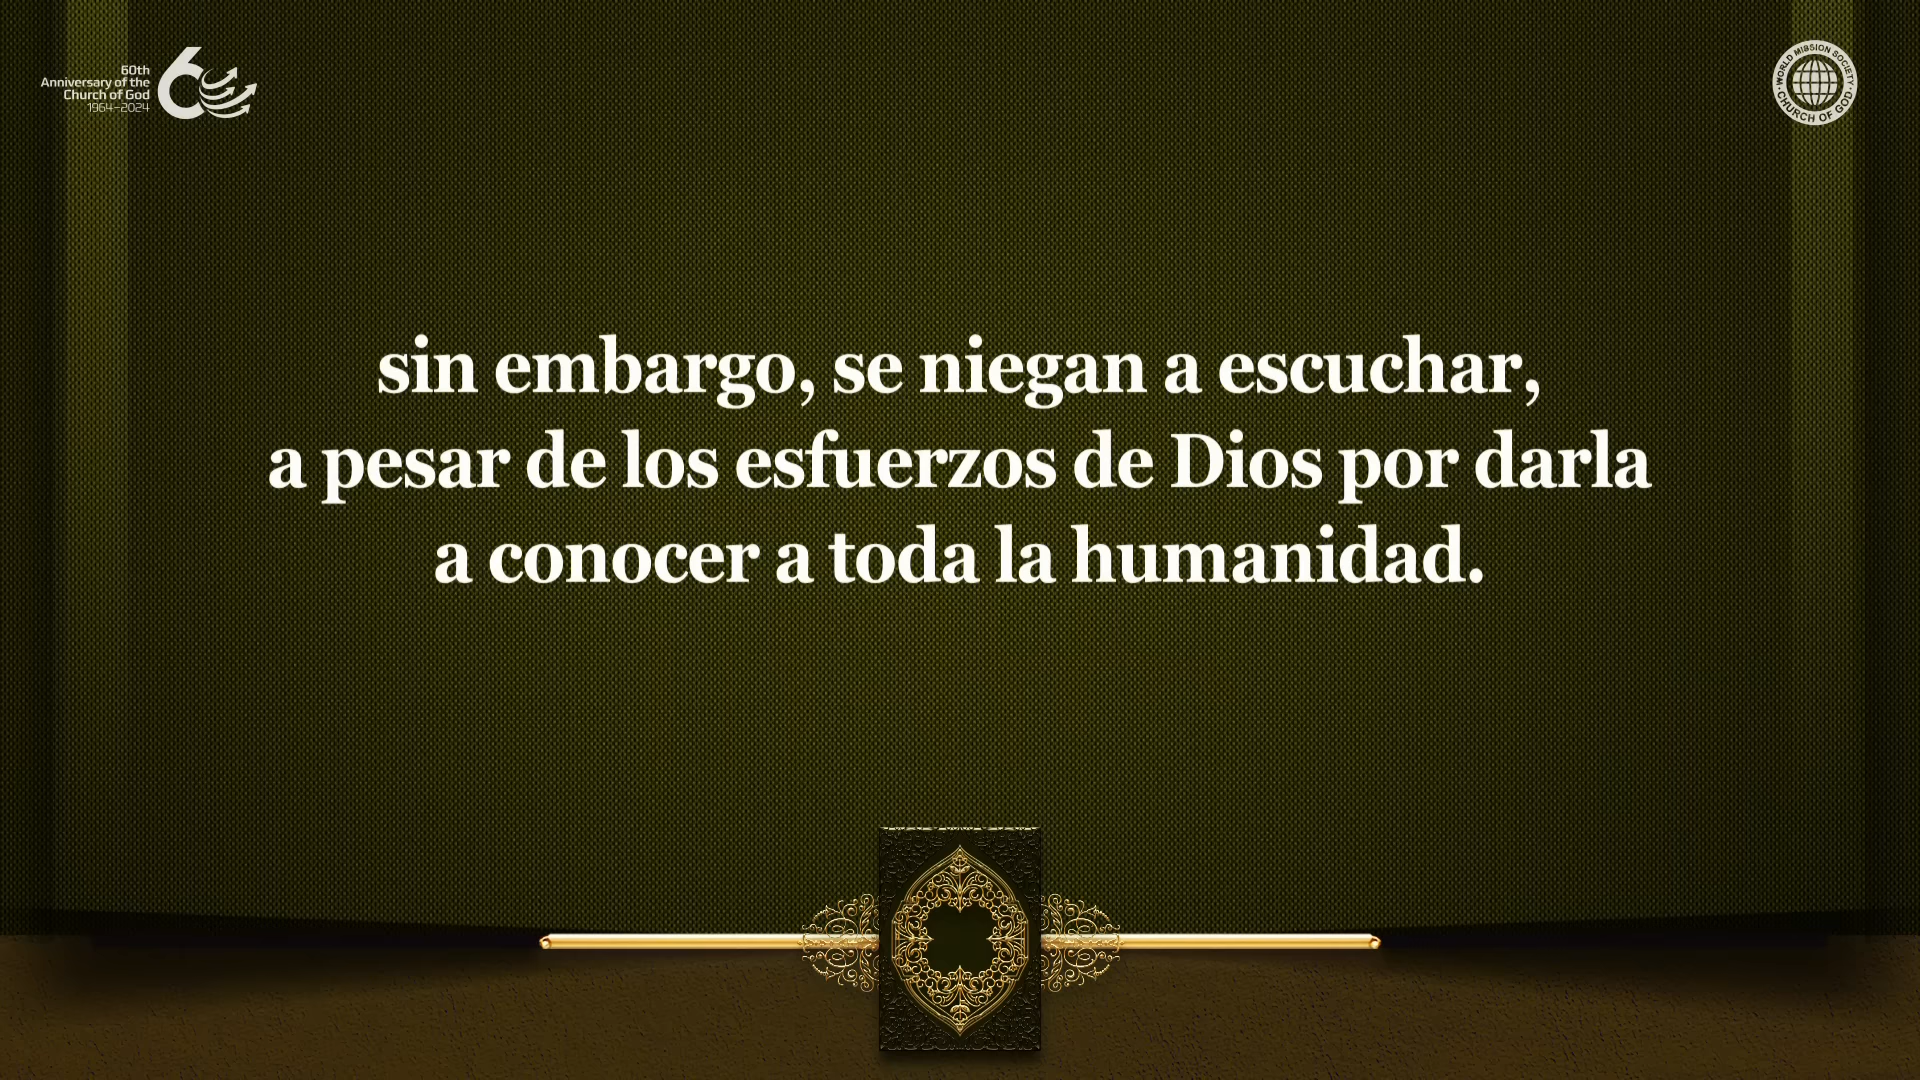 60th
Anniversary of the
Church of God
1964–2024
WORLD MISSION SOCIETY
CHURCH OF GOD
sin embargo, se niegan a escuchar,
a pesar de los esfuerzos de Dios por darla
a conocer a toda la humanidad.